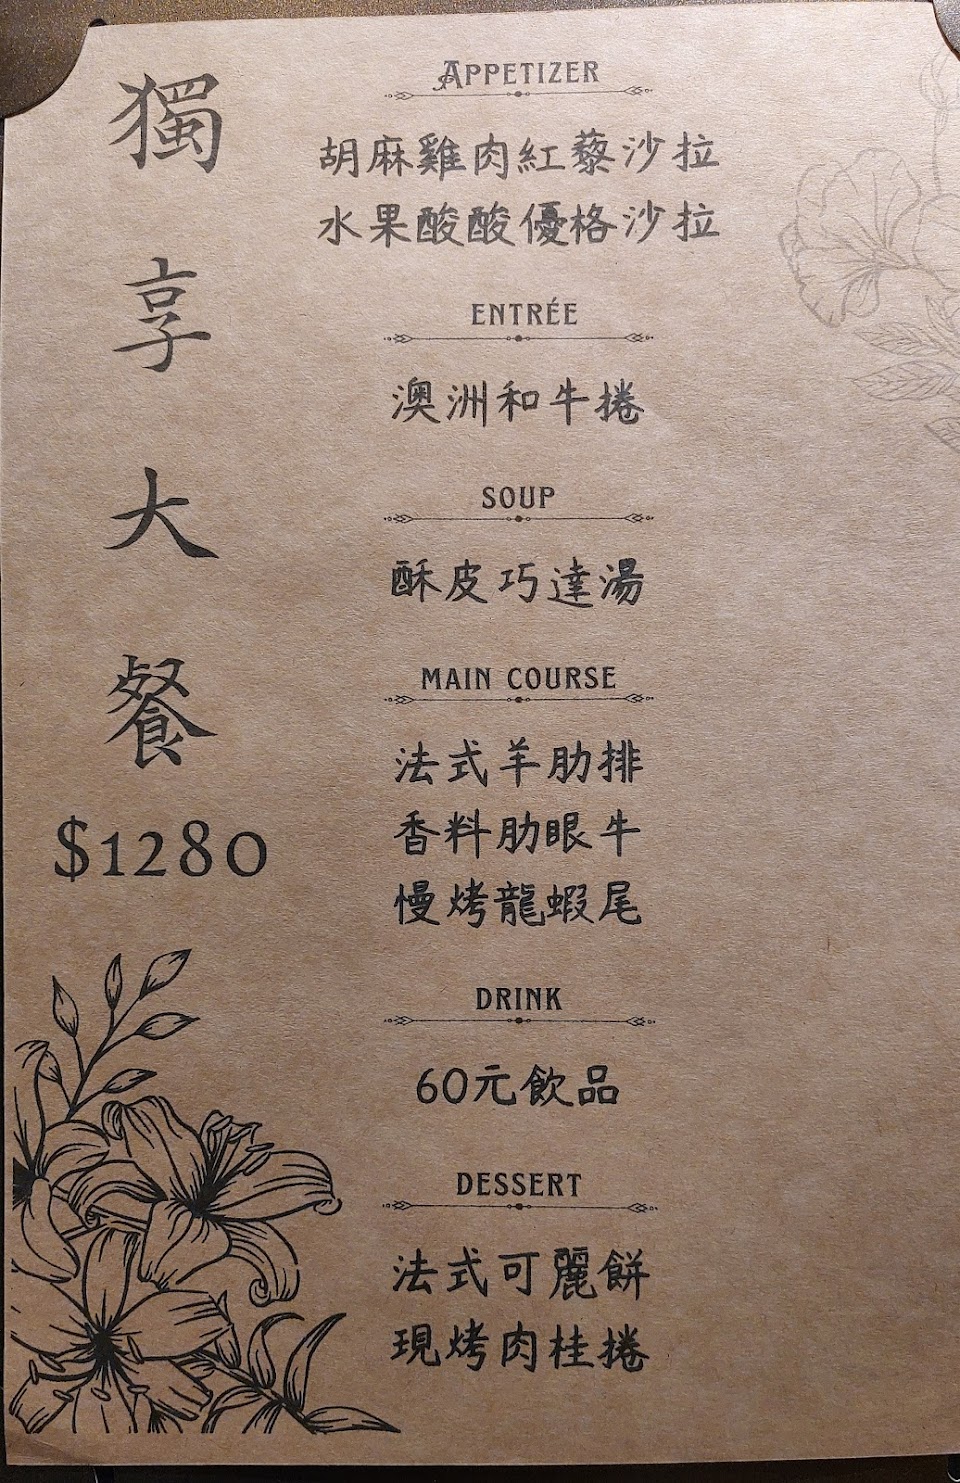 獨享大餐
$1280
APPETIZER
胡麻雞肉紅藜沙拉
水果酸酸優格沙拉
ENTRÉE
澳洲和牛捲
SOUP
酥皮巧達湯
MAIN COURSE
法式羊肋排
香料肋眼牛
慢烤龍蝦尾
DRINK
60元飲品
DESSERT
法式可麗餅
現烤肉桂捲